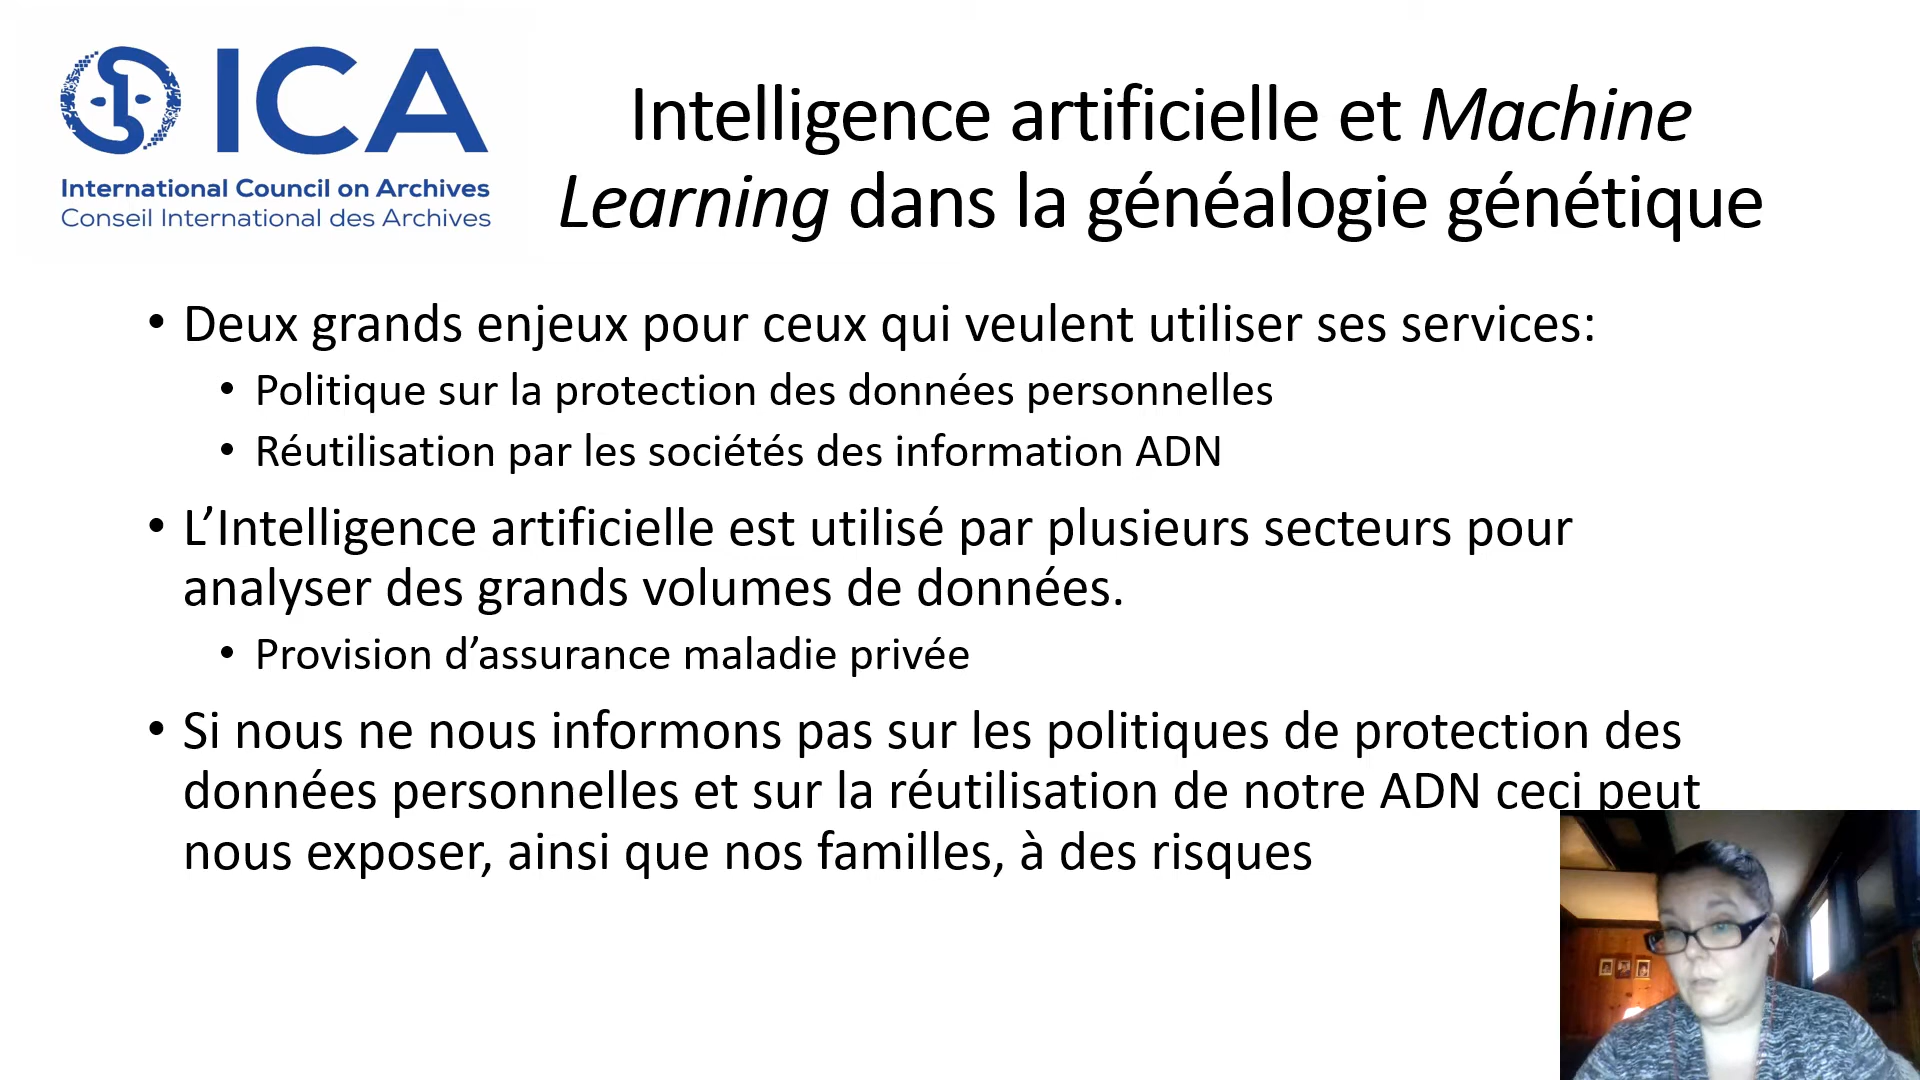 ICA
International Council on Archives
Conseil International des Archives
Intelligence artificielle et Machine
Learning dans la généalogie génétique
• Deux grands enjeux pour ceux qui veulent utiliser ses services:
• Politique sur la protection des données personnelles
• Réutilisation par les sociétés des information ADN
• L’Intelligence artificielle est utilisé par plusieurs secteurs pour
analyser des grands volumes de données.
• Provision d’assurance maladie privée
• Si nous ne nous informons pas sur les politiques de protection des
données personnelles et sur la réutilisation de notre ADN ceci peut
nous exposer, ainsi que nos familles, à des risques